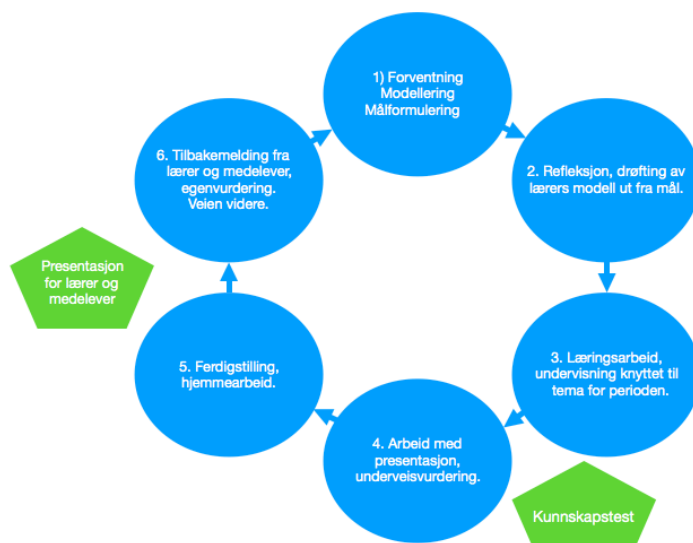 1) Forventning
Modellering
Målformulering
2. Refleksjon, drøfting av
lærers modell ut fra mål.
3. Læringsarbeid,
undervisning knyttet til
tema for perioden.
Kunnskapstest
4. Arbeid med
presentasjon,
underveisvurdering.
5. Ferdigstilling,
hjemmearbeid.
Presentasjon
for lærer og
medelever
6. Tilbakemelding fra
lærer og medelever,
egenvurdering.
Veien videre.